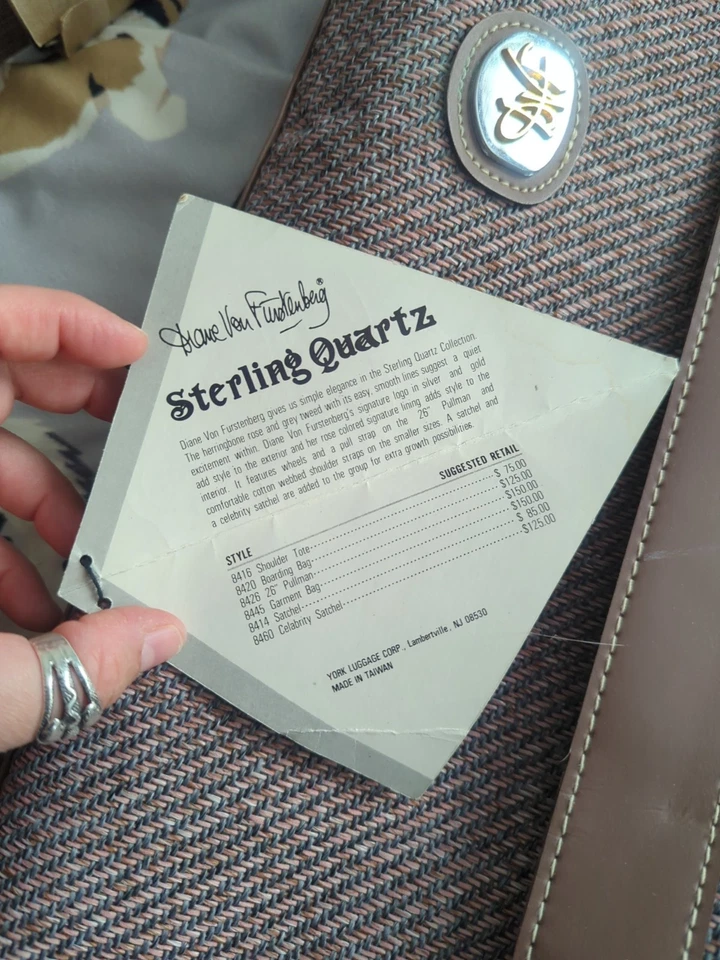 Diane Von Furstenberg®
Sterling Quartz
Diane Von Furstenberg gives us simple elegance in the Sterling Quartz Collection.
The herringbone rose and grey tweed with its easy, smooth lines suggest a quiet
excitement within. Diane Von Furstenberg's signature logo in silver and gold
add style to the exterior and her rose colored signature lining adds style to the
interior. It features wheels and a pull strap on the 26" Pullman and
comfortable cotton webbed shoulder straps on the smaller sizes. A satchel and
a celebrity satchel are added to the group for extra growth possibilities.
STYLE SUGGESTED RETAIL
8416 Shoulder Tote $ 75.00
8420 Boarding Bag $125.00
8426 26" Pullman $150.00
8445 Garment Bag $150.00
8414 Satchel $ 85.00
8460 Celebrity Satchel $125.00
YORK LUGGAGE CORP., Lambertville, NJ 08530
MADE IN TAIWAN